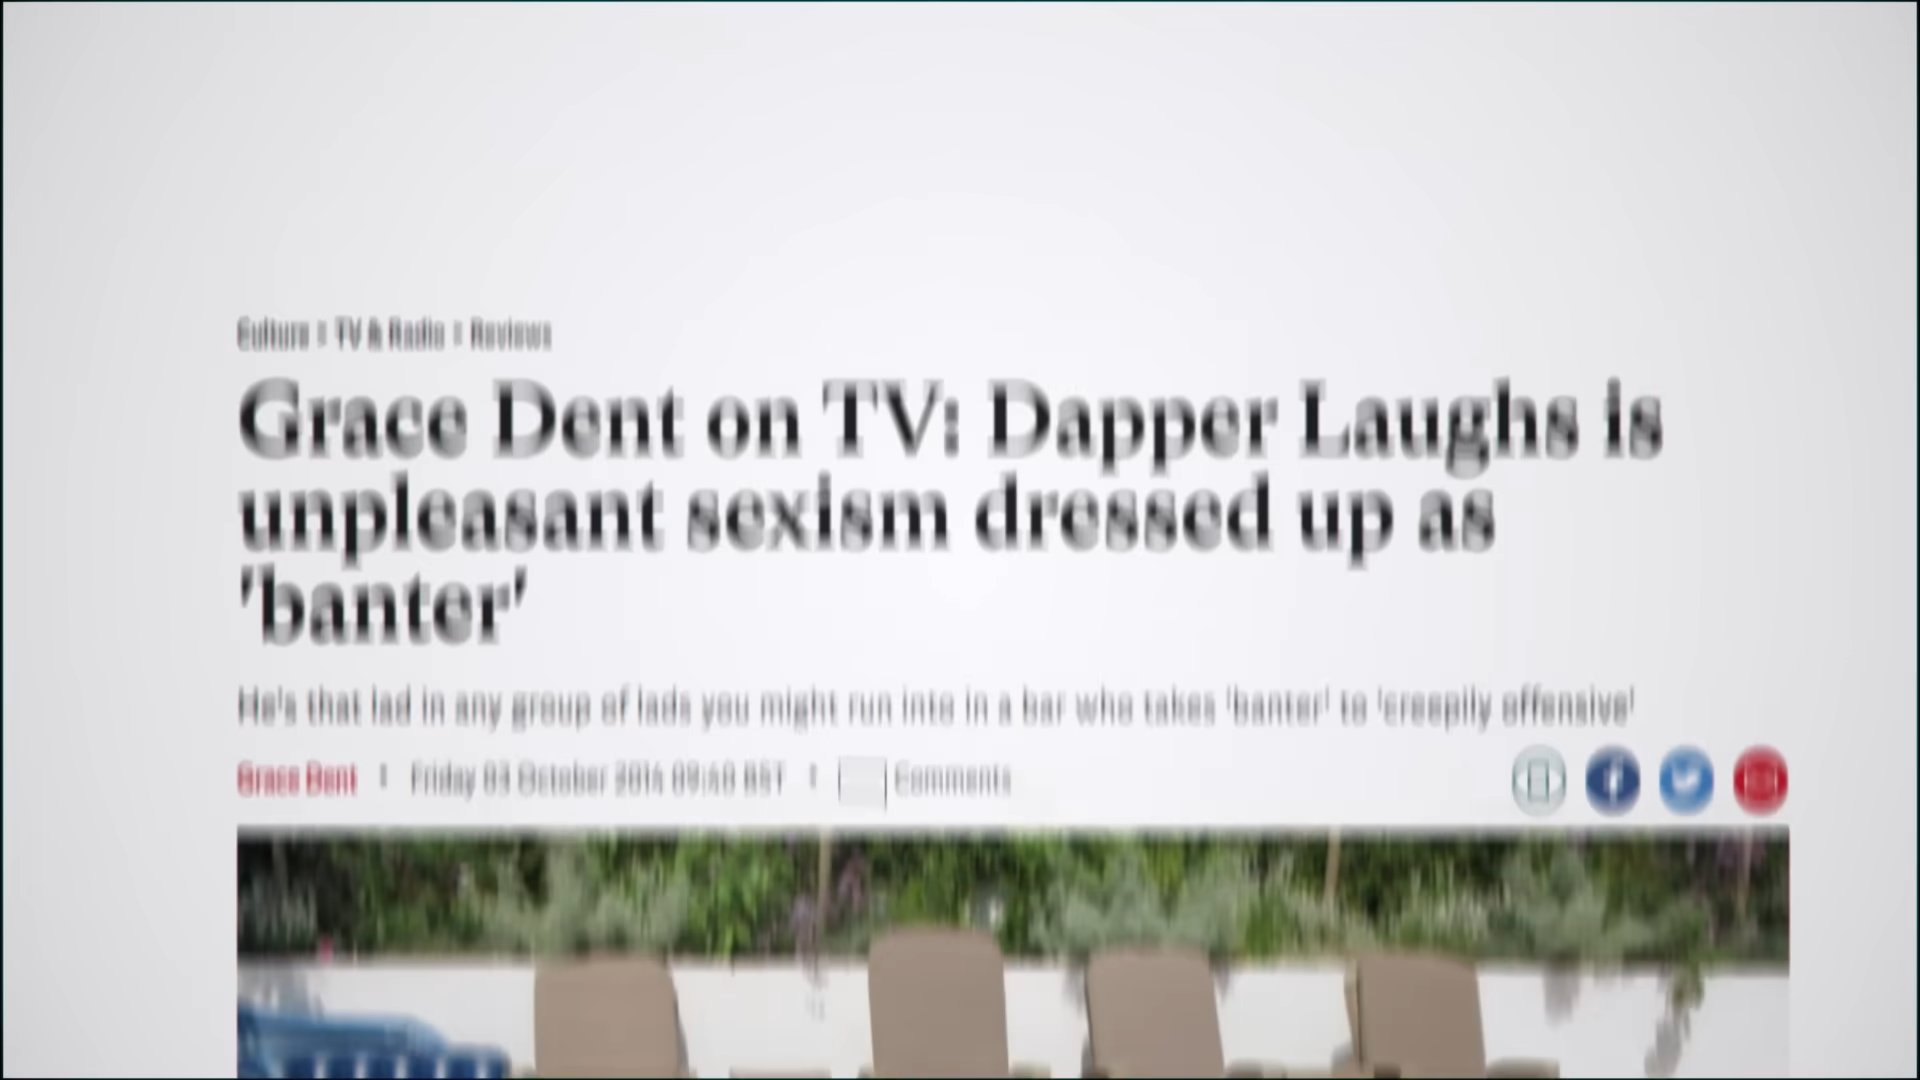 Culture > TV & Radio > Reviews
Grace Dent on TV: Dapper Laughs is
unpleasant sexism dressed up as
'banter'
He's that lad in any group of lads you might run into in a bar who takes 'banter' to 'creepily offensive'
Grace Dent | Friday 03 October 2014 09:40 BST | Comments